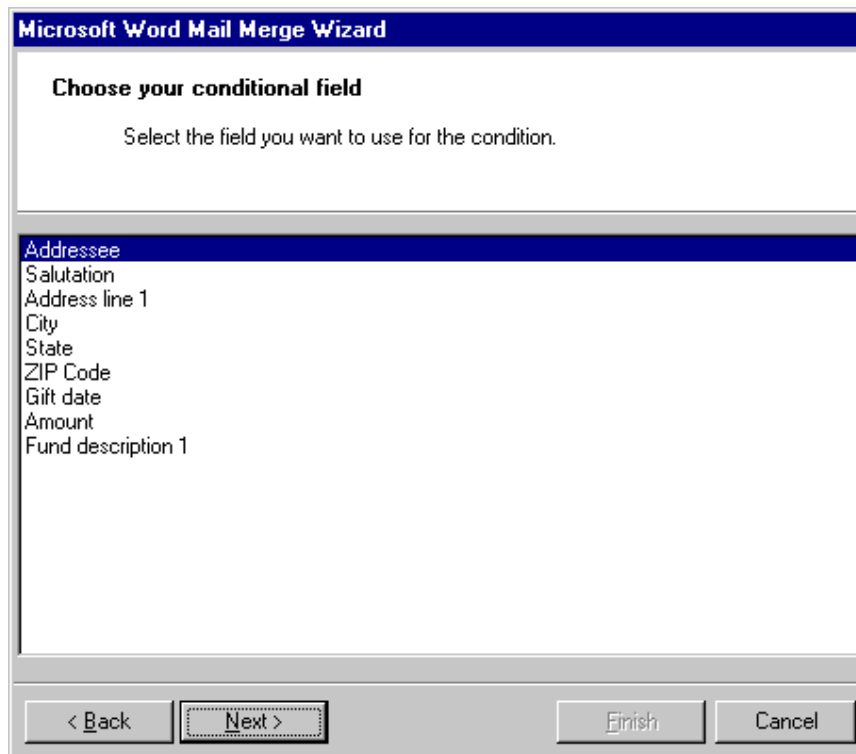 Microsoft Word Mail Merge Wizard
Choose your conditional field
Select the field you want to use for the condition.
Addressee
Salutation
Address line 1
City
State
ZIP Code
Gift date
Amount
Fund description 1
< Back Next > Finish Cancel